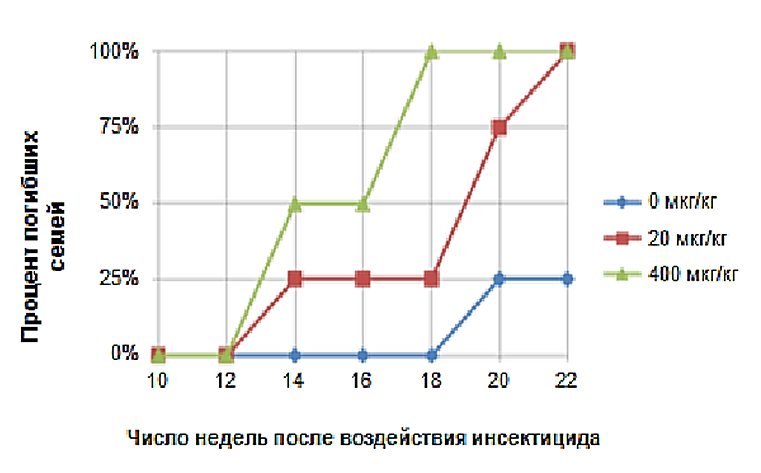 100%
75%
50%
25%
0%
10 12 14 16 18 20 22
Процент погибших
семей
Число недель после воздействия инсектицида
0 мкг/кг
20 мкг/кг
400 мкг/кг